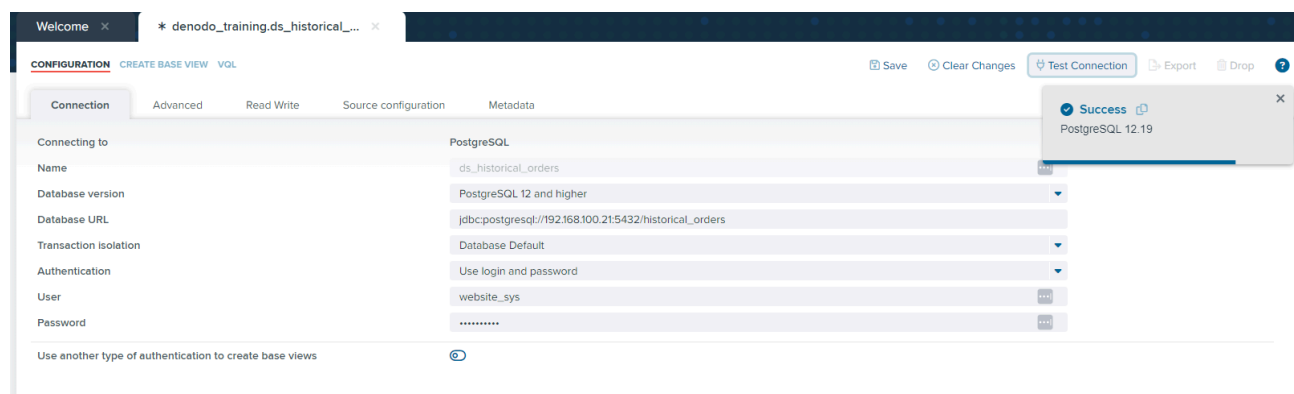 Welcome ×
* denodo_training.ds_historical_... ×
CONFIGURATION CREATE BASE VIEW VQL
Save Clear Changes Test Connection Export Drop ?
Connection Advanced Read Write Source configuration Metadata
Success
PostgreSQL 12.19
Connecting to PostgreSQL
Name ds_historical_orders
Database version PostgreSQL 12 and higher
Database URL jdbc:postgresql://192.168.100.21:5432/historical_orders
Transaction isolation Database Default
Authentication Use login and password
User website_sys
Password ••••••••••
Use another type of authentication to create base views